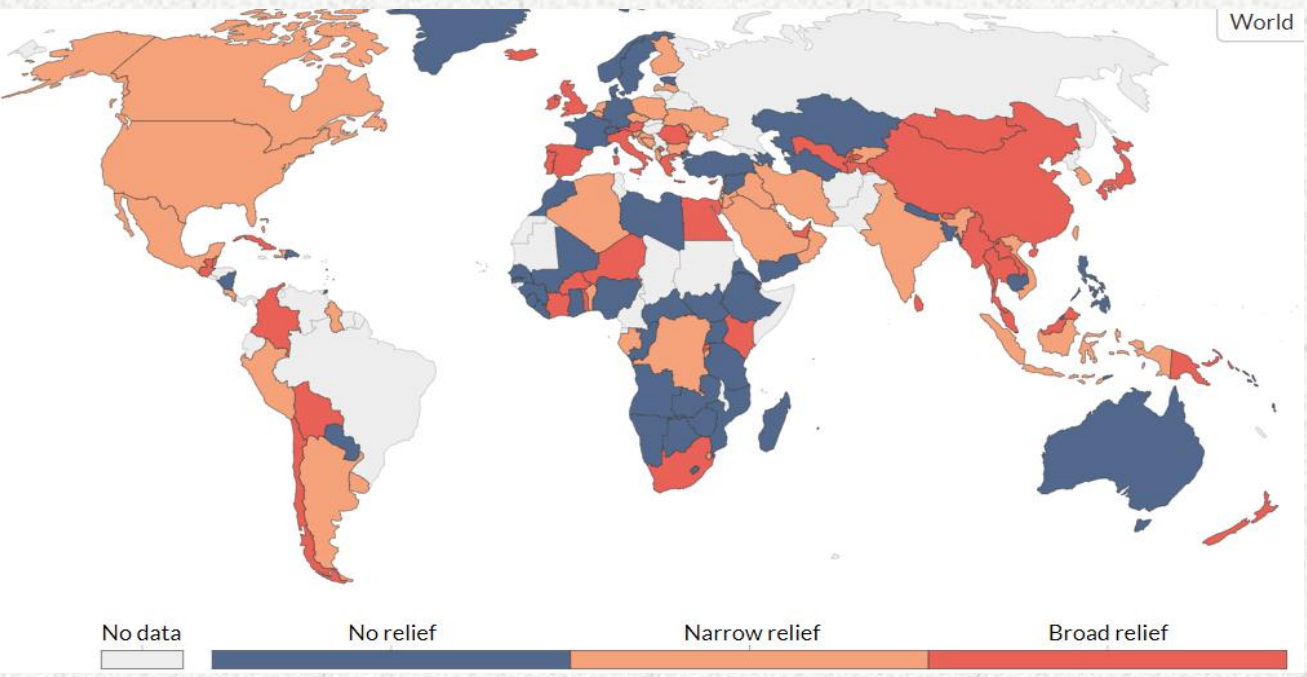 World
No data
No relief
Narrow relief
Broad relief